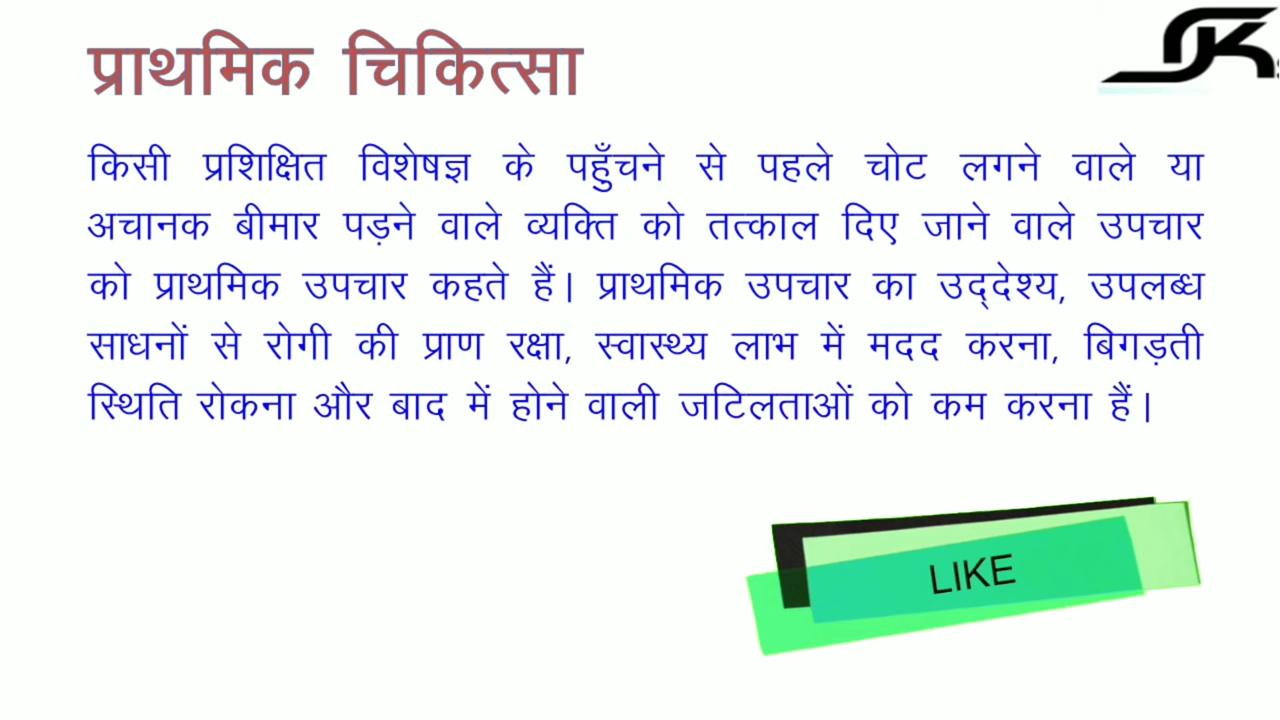 प्राथमिक चिकित्सा
किसी प्रशिक्षित विशेषज्ञ के पहुँचने से पहले चोट लगने वाले या
अचानक बीमार पड़ने वाले व्यक्ति को तत्काल दिए जाने वाले उपचार
को प्राथमिक उपचार कहते हैं। प्राथमिक उपचार का उद्‌देश्य, उपलब्ध
साधनों से रोगी की प्राण रक्षा, स्वास्थ्य लाभ में मदद करना, बिगड़ती
स्थिति रोकना और बाद में होने वाली जटिलताओं को कम करना हैं।
LIKE